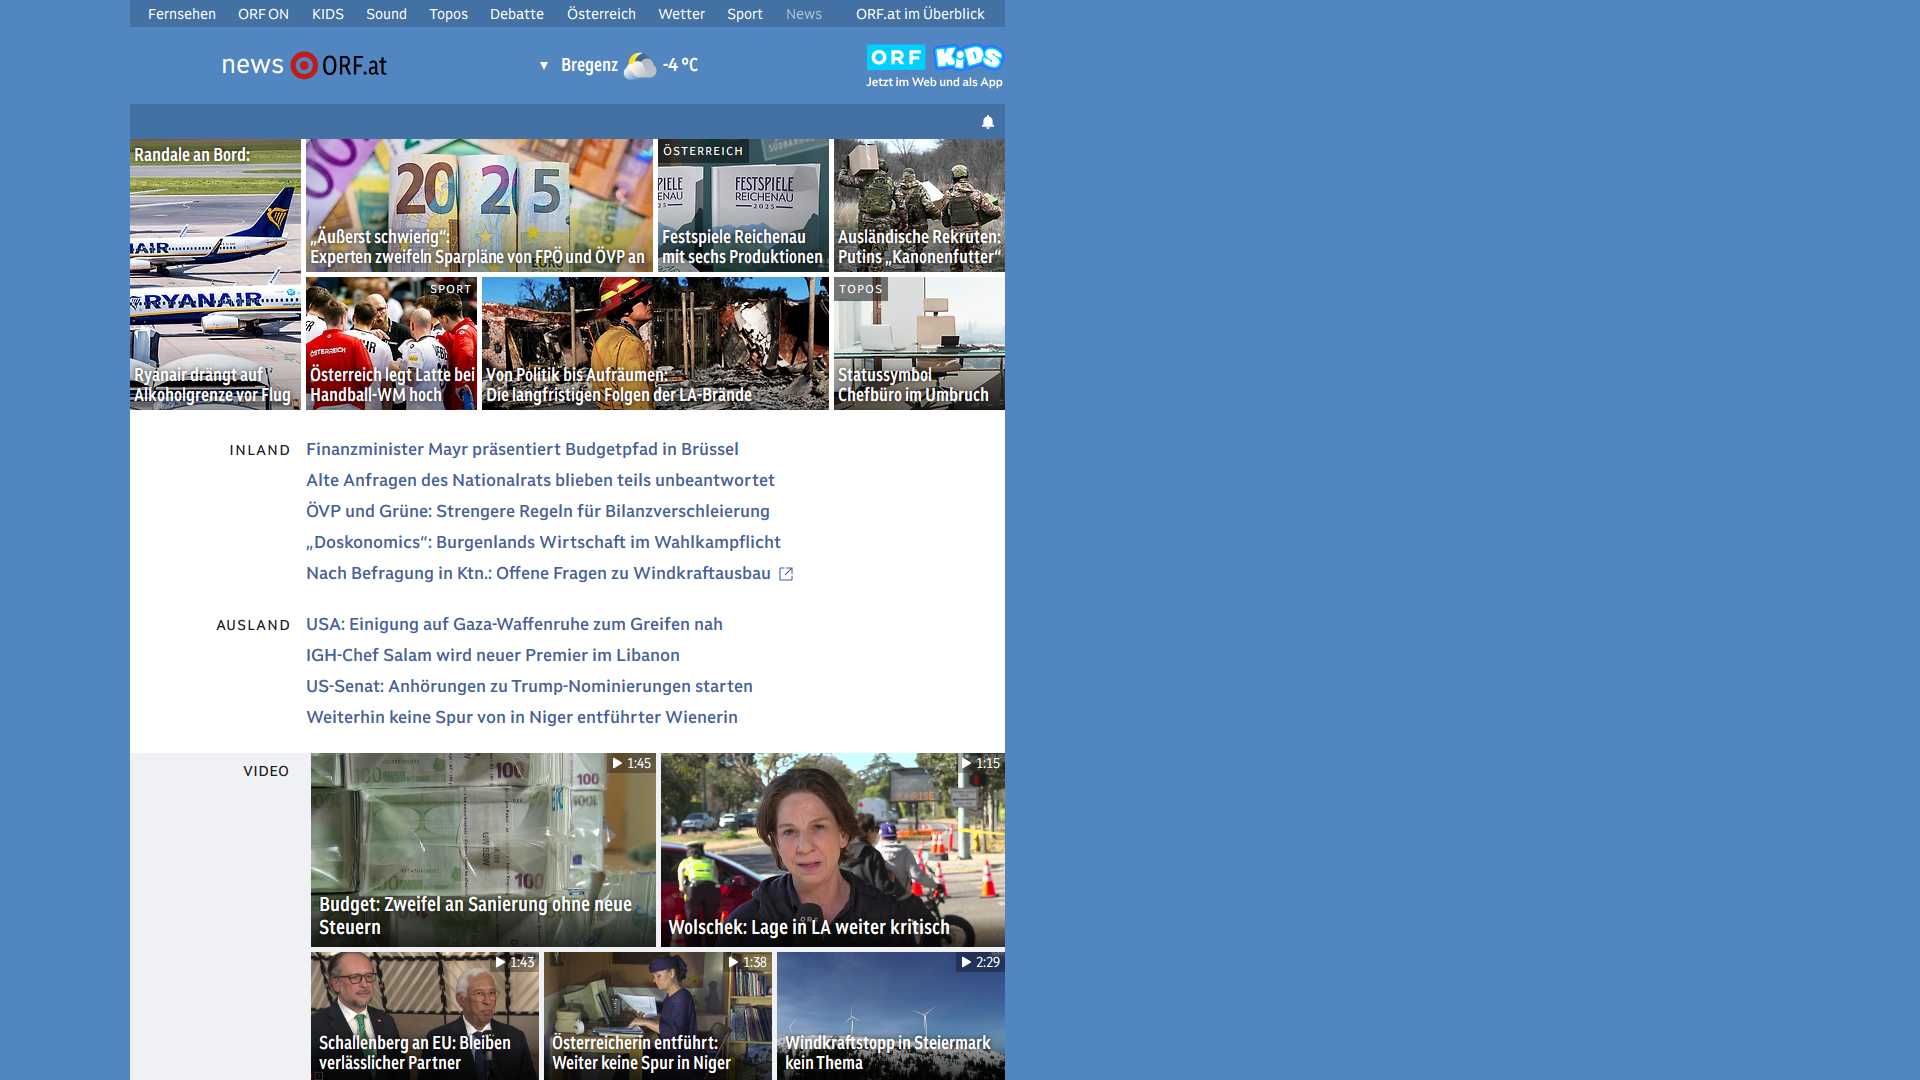 Fernsehen ORF ON KIDS Sound Topos Debatte Österreich Wetter Sport News ORF.at im Überblick
news ORF.at
▼ Bregenz -4 °C
ORF KiDS
Jetzt im Web und als App
Randale an Bord:
RYANAIR
Ryanair drängt auf
Alkoholgrenze vor Flug
2025
„Äußerst schwierig“:
Experten zweifeln Sparpläne von FPÖ und ÖVP an
ÖSTERREICH
FESTSPIELE
REICHENAU
2025
Festspiele Reichenau
mit sechs Produktionen
Ausländische Rekruten:
Putins „Kanonenfutter“
SPORT
Österreich legt Latte bei
Handball-WM hoch
Von Politik bis Aufräumen:
Die langfristigen Folgen der LA-Brände
TOPOS
Statussymbol
Chefbüro im Umbruch
INLAND
Finanzminister Mayr präsentiert Budgetpfad in Brüssel
Alte Anfragen des Nationalrats blieben teils unbeantwortet
ÖVP und Grüne: Strengere Regeln für Bilanzverschleierung
„Doskonomics“: Burgenlands Wirtschaft im Wahlkampflicht
Nach Befragung in Ktn.: Offene Fragen zu Windkraftausbau
AUSLAND
USA: Einigung auf Gaza-Waffenruhe zum Greifen nah
IGH-Chef Salam wird neuer Premier im Libanon
US-Senat: Anhörungen zu Trump-Nominierungen starten
Weiterhin keine Spur von in Niger entführter Wienerin
VIDEO
1:45
100
100
100
Budget: Zweifel an Sanierung ohne neue
Steuern
1:15
Wolschek: Lage in LA weiter kritisch
1:43
Schallenberg an EU: Bleiben
verlässlicher Partner
1:38
Österreicherin entführt:
Weiter keine Spur in Niger
2:29
Windkraftstopp in Steiermark
kein Thema